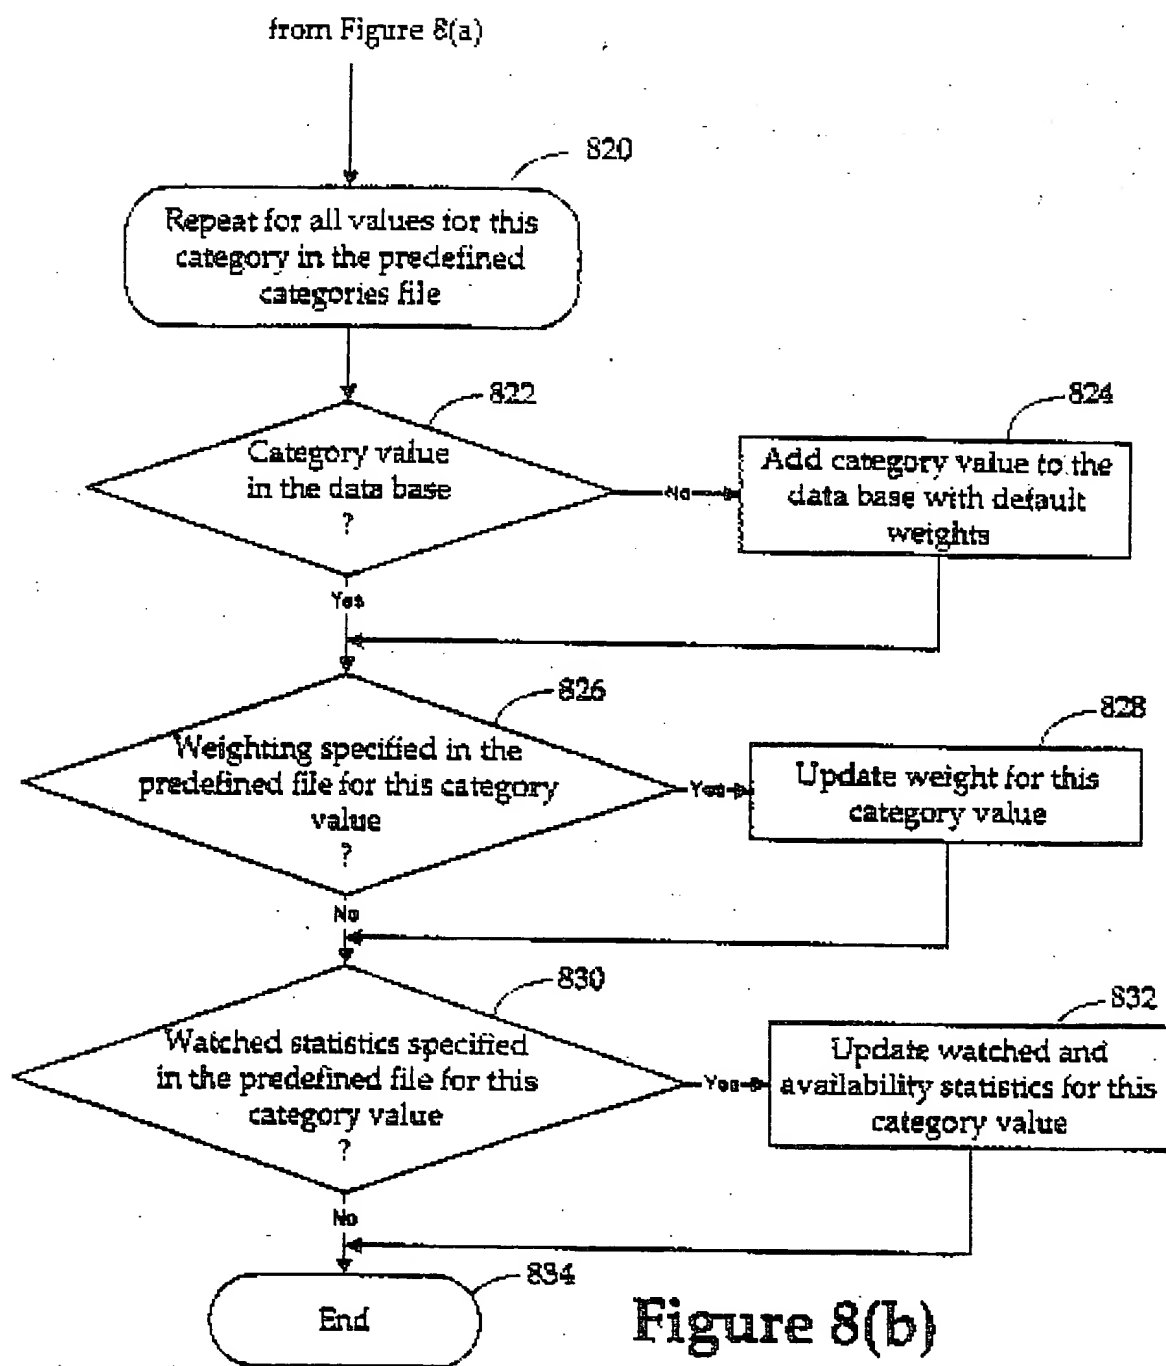 from Figure 8(a)
820
Repeat for all values for this
category in the predefined
categories file
822
Category value
in the data base
?
No
824
Add category value to the
data base with default
weights
Yes
826
Weighting specified in the
predefined file for this category
value
?
Yes
828
Update weight for this
category value
No
830
Watched statistics specified
in the predefined file for this
category value
?
Yes
832
Update watched and
availability statistics for this
category value
No
834
End
Figure 8(b)